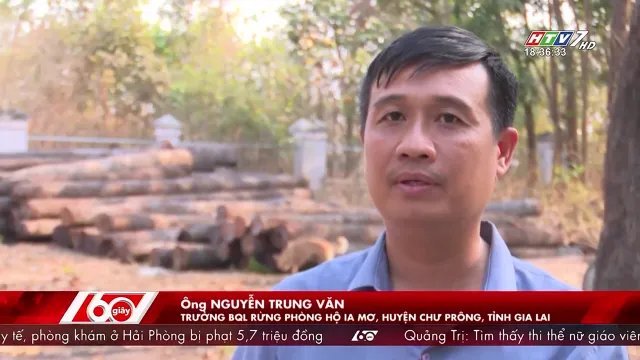 HTV7 HD
18:36:33
60 giây
Ông NGUYỄN TRUNG VĂN
TRƯỞNG BQL RỪNG PHÒNG HỘ IA MƠ, HUYỆN CHƯ PRÔNG, TỈNH GIA LAI
y tế, phòng khám ở Hải Phòng bị phạt 5,7 triệu đồng Quảng Trị: Tìm thấy thi thể nữ giáo viên